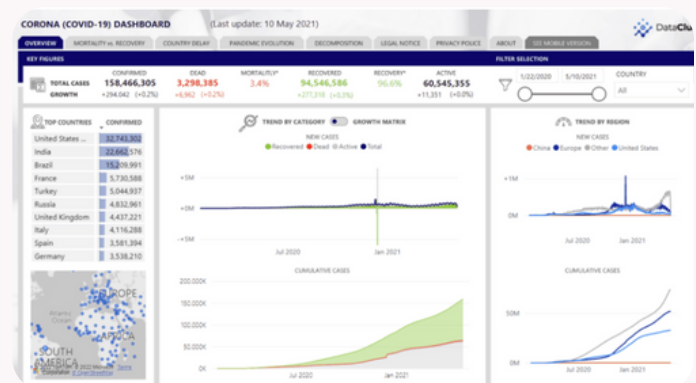 CORONA (COVID-19) DASHBOARD
(Last update: 10 May 2021)
DataClu
OVERVIEW
MORTALITY vs. RECOVERY
COUNTRY DELAY
PANDEMIC EVOLUTION
DECOMPOSITION
LEGAL NOTICE
PRIVACY POLICE
ABOUT
SEE MOBILE VERSION
KEY FIGURES
FILTER SELECTION
CONFIRMED DEAD MORTALITLY* RECOVERED RECOVERY* ACTIVE
TOTAL CASES 158,466,305 3,298,385 3.4% 94,546,586 96.6% 60,545,355
GROWTH +294,042 (+0.2%) +6,962 (+0.2%) (+0.3%) +11,351 (+0.0%)
1/22/2020 5/10/2021
COUNTRY
All
TOP COUNTRIES CONFIRMED
United States ... 32,743,302
India 22,662,576
Brazil 15,209,991
France 5,730,588
Turkey 5,044,937
Russia 4,832,961
United Kingdom 4,437,221
Italy 4,116,288
Spain 3,581,394
Germany 3,538,210
EUROPE
Atlantic
Ocean
AFRICA
SOUTH
AMERICA
© 2022
Terms
© OpenStreetMap
TREND BY CATEGORY GROWTH MATRIX
NEW CASES
Recovered Dead Active Total
+5M
+0M
-+5M
Jul 2020 Jan 2021
CUMULATIVE CASES
200.000K
150.000K
100.000K
50.000K
0K
Jul 2020 Jan 2021
TREND BY REGION
NEW CASES
China Europe Other United States
+1M
0M
Jul 2020 Jan 2021
CUMULATIVE CASES
50M
0M
Jul 2020 Jan 2021